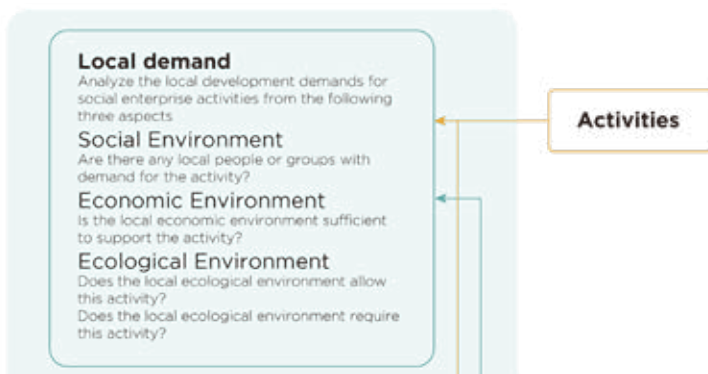 Local demand
Analyze the local development demands for
social enterprise activities from the following
three aspects
Social Environment
Are there any local people or groups with
demand for the activity?
Economic Environment
Is the local economic environment sufficient
to support the activity?
Ecological Environment
Does the local ecological environment allow
this activity?
Does the local ecological environment require
this activity?
Activities